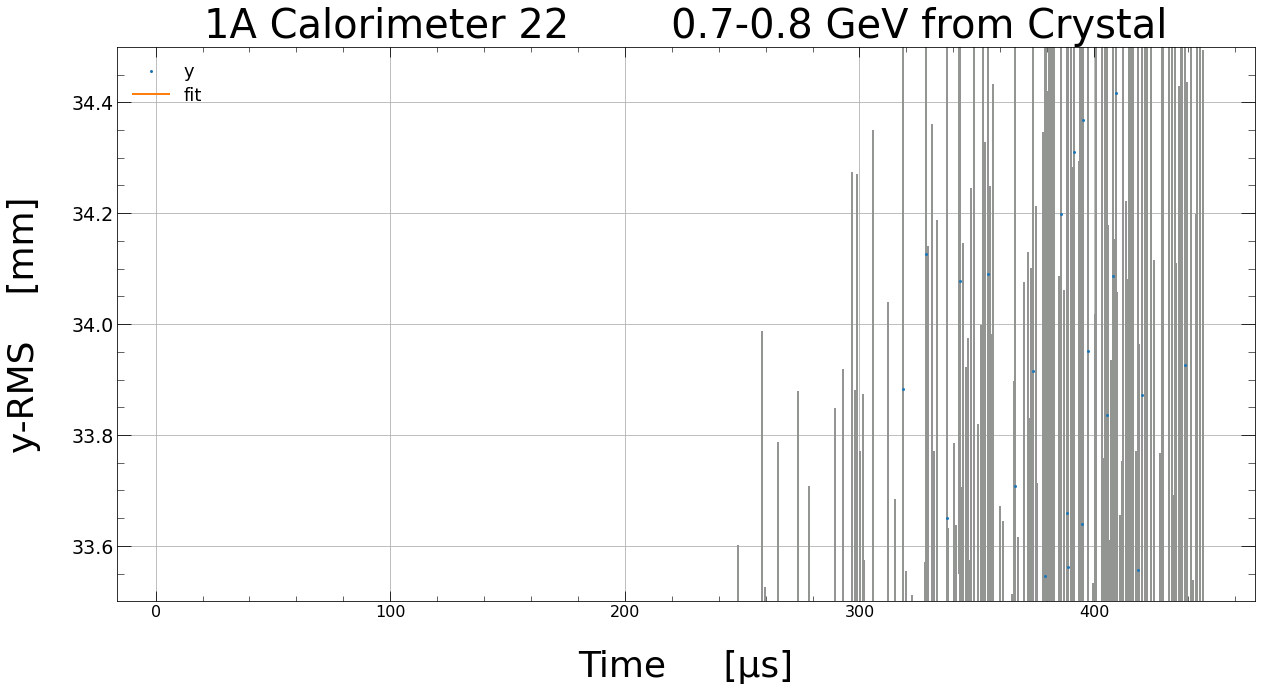 1A Calorimeter 22 0.7-0.8 GeV from Crystal
y
fit
34.4
34.2
34.0
33.8
33.6
y-RMS [mm]
0 100 200 300 400
Time [µs]